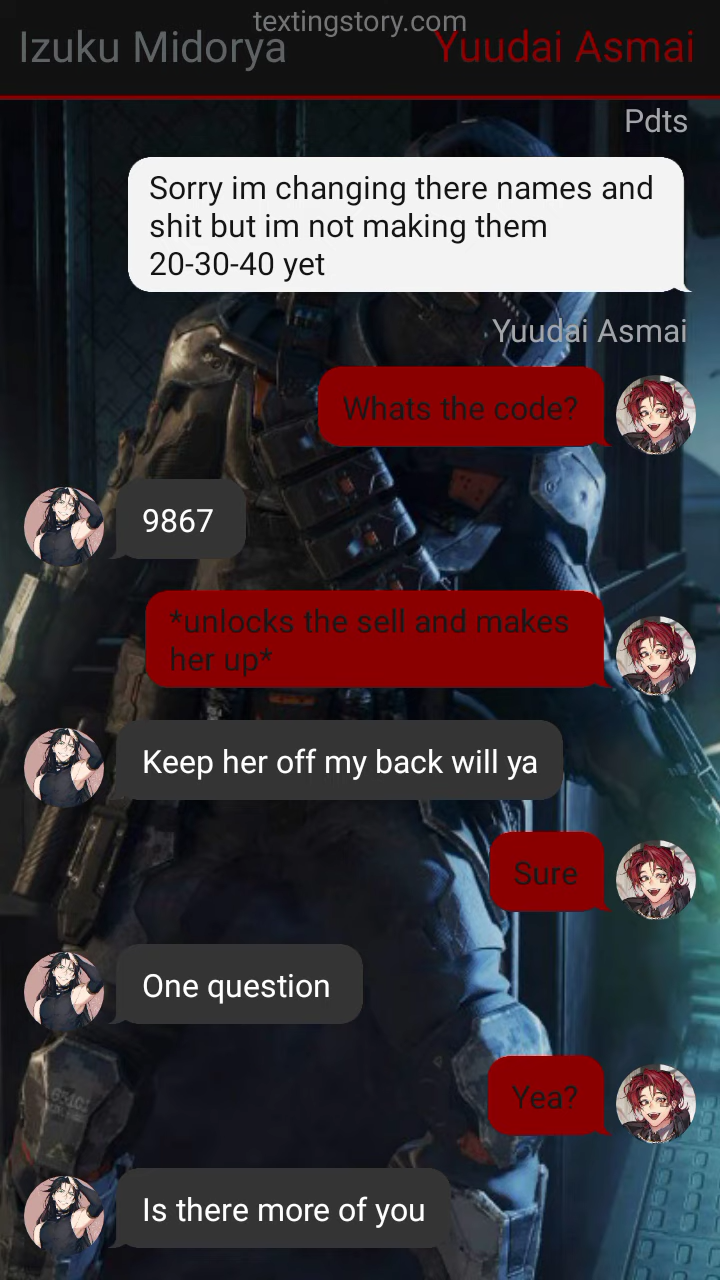 textingstory.com
Izuku Midorya
Yuudai Asmai
Pdts
Sorry im changing there names and
shit but im not making them
20-30-40 yet
Yuudai Asmai
Whats the code?
9867
*unlocks the sell and makes
her up*
Keep her off my back will ya
Sure
One question
Yea?
Is there more of you